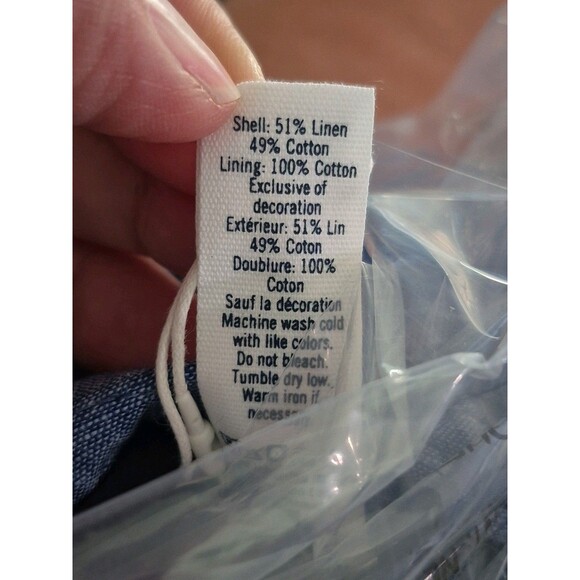 Shell: 51% Linen
49% Cotton
Lining: 100% Cotton
Exclusive of
decoration
Extérieur: 51% Lin
49% Coton
Doublure: 100%
Coton
Sauf la décoration
Machine wash cold
with like colors.
Do not bleach.
Tumble dry low.
Warm iron if
necessary